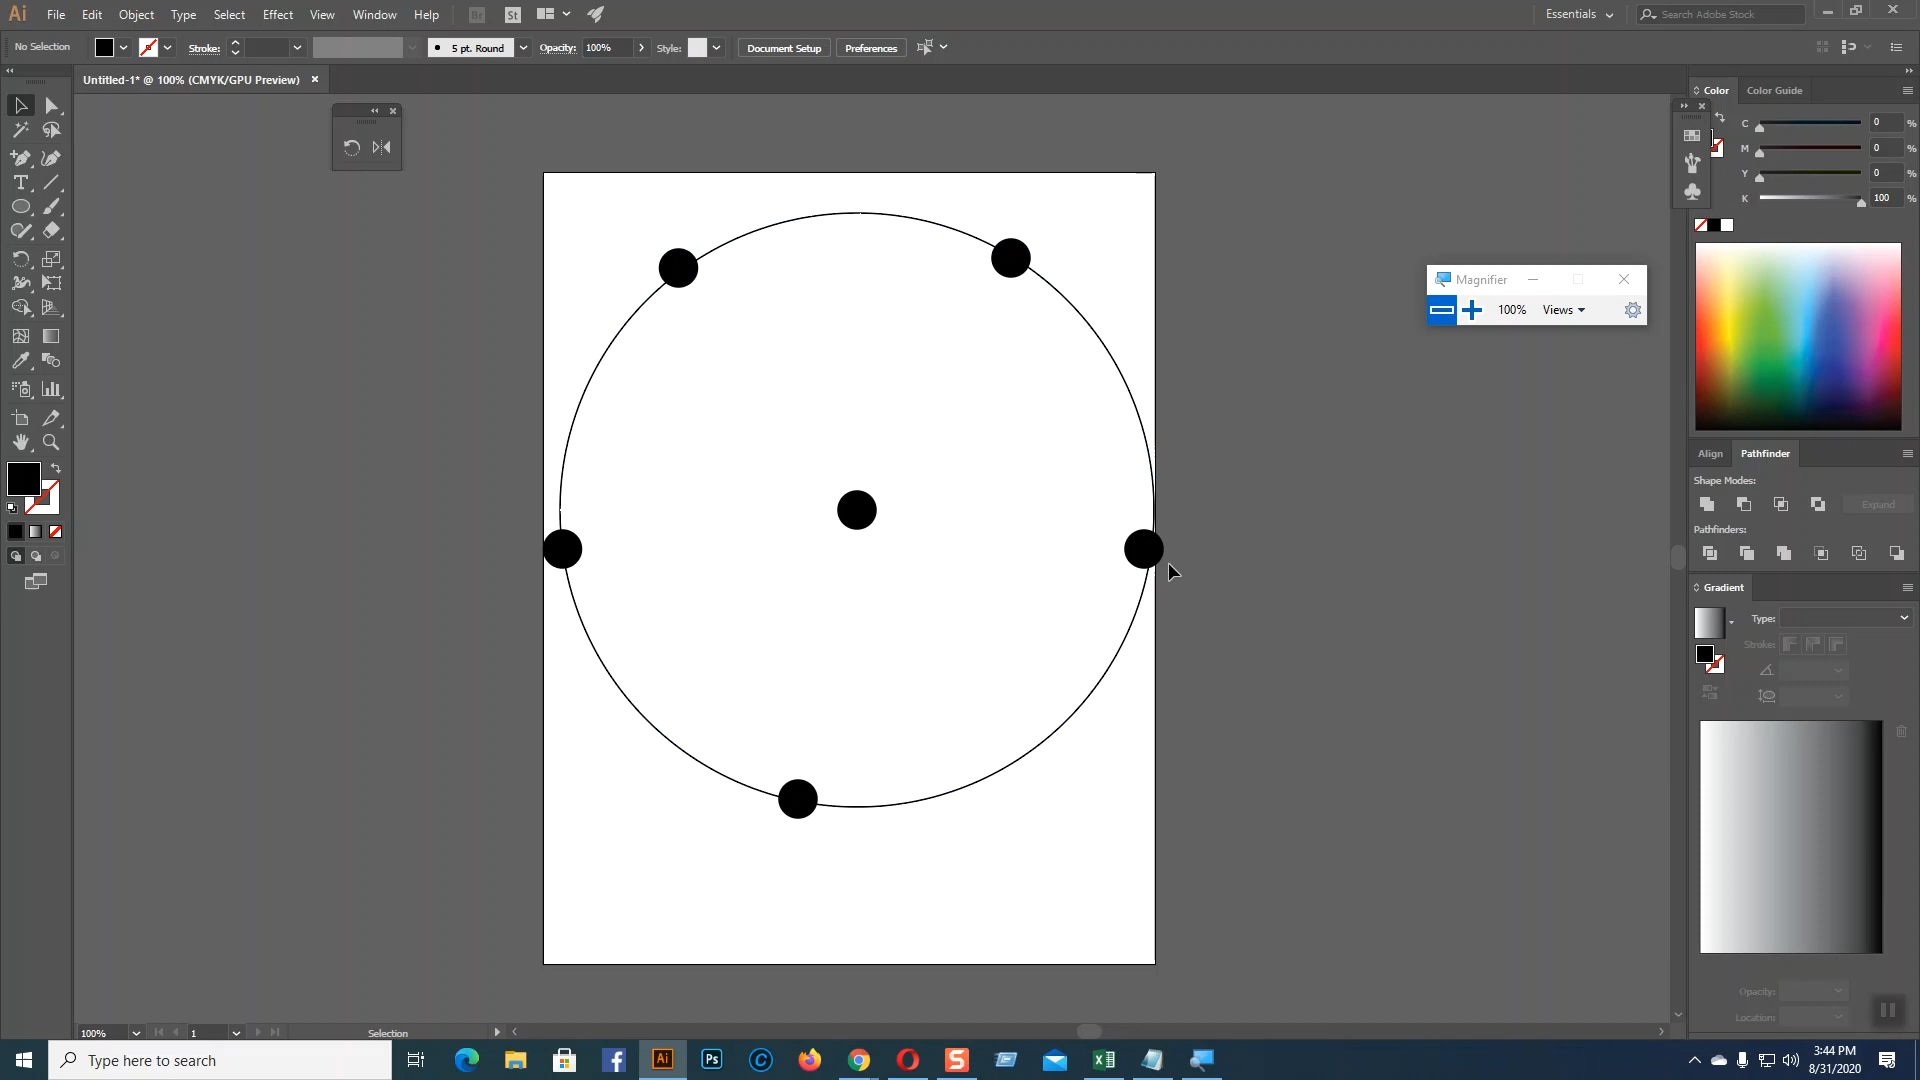 Ai File Edit Object Type Select Effect View Window Help Br St Essentials Search Adobe Stock
No Selection Stroke: 5 pt. Round Opacity: 100% Style: Document Setup Preferences
Untitled-1* @ 100% (CMYK/GPU Preview)
Color Color Guide
C 0 %
M 0 %
Y 0 %
K 100 %
Magnifier
100% Views
Align Pathfinder
Shape Modes:
Expand
Pathfinders:
Gradient
Type:
Stroke:
Opacity:
Location:
100% 1 Selection
Type here to search
Ai Ps
3:44 PM
8/31/2020